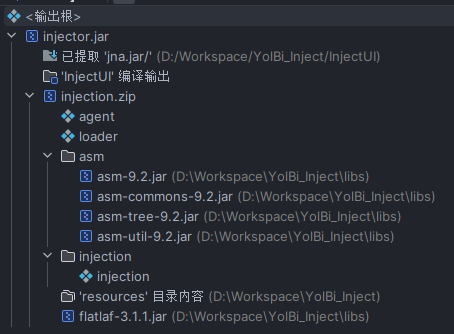 <输出根>
injector.jar
已提取 'jna.jar/' (D:/Workspace/YolBi_Inject/InjectUI)
'InjectUI' 编译输出
injection.zip
agent
loader
asm
asm-9.2.jar (D:\Workspace\YolBi_Inject\libs)
asm-commons-9.2.jar (D:\Workspace\YolBi_Inject\libs)
asm-tree-9.2.jar (D:\Workspace\YolBi_Inject\libs)
asm-util-9.2.jar (D:\Workspace\YolBi_Inject\libs)
injection
injection
'resources' 目录内容 (D:\Workspace\YolBi_Inject)
flatlaf-3.1.1.jar (D:\Workspace\YolBi_Inject\libs)